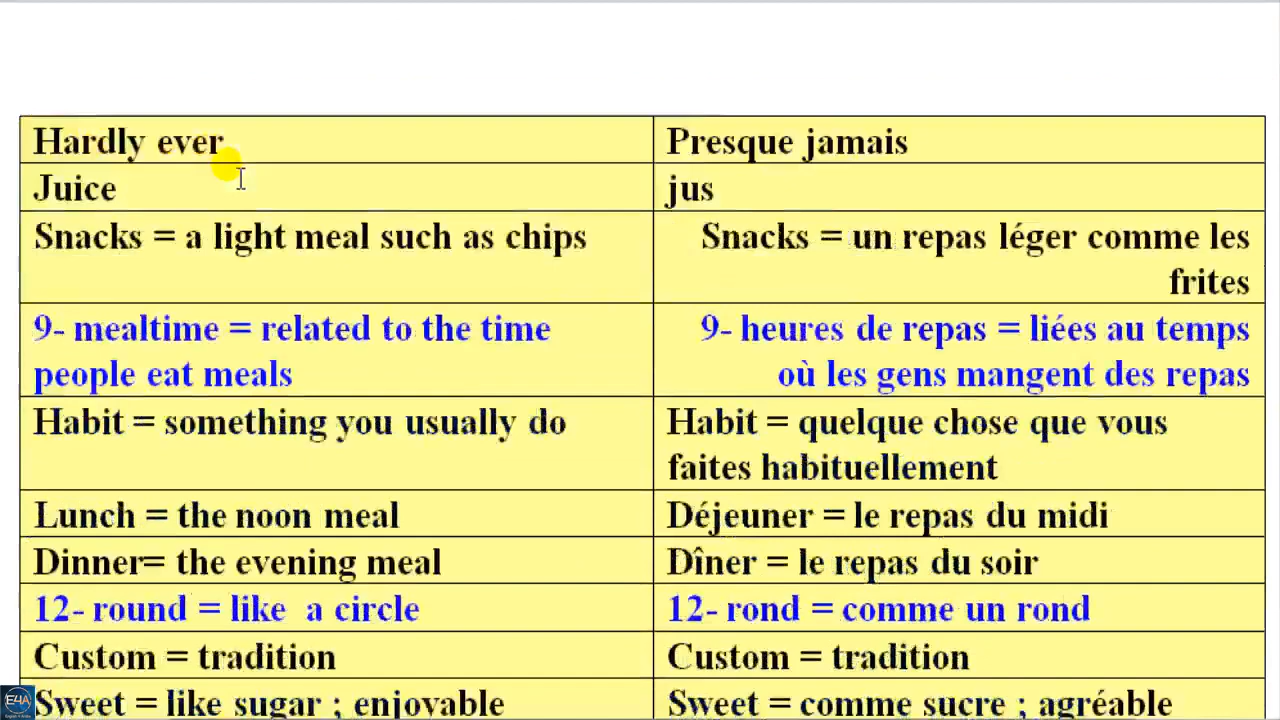 Hardly ever
Presque jamais
Juice
jus
Snacks = a light meal such as chips
Snacks = un repas léger comme les
frites
9- mealtime = related to the time
people eat meals
9- heures de repas = liées au temps
où les gens mangent des repas
Habit = something you usually do
Habit = quelque chose que vous
faites habituellement
Lunch = the noon meal
Déjeuner = le repas du midi
Dinner= the evening meal
Dîner = le repas du soir
12- round = like  a circle
12- rond = comme un rond
Custom = tradition
Custom = tradition
Sweet = like sugar ; enjoyable
Sweet = comme sucre ; agréable
E4A